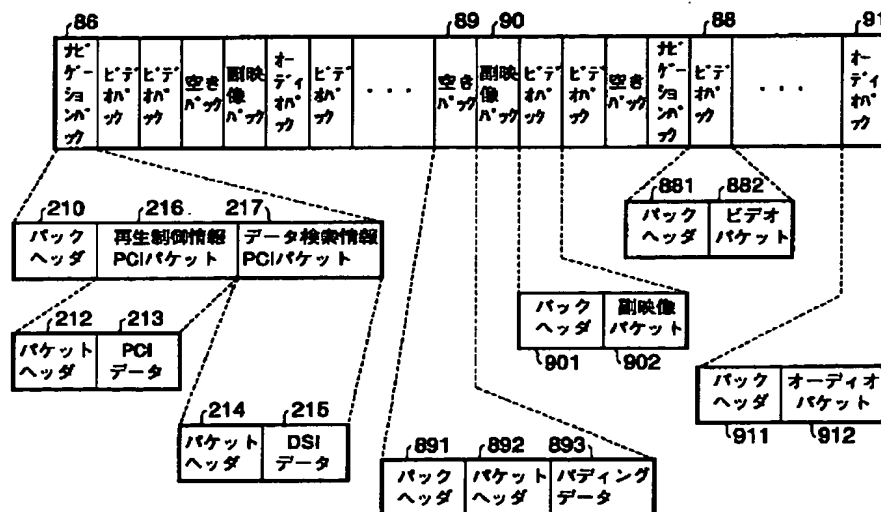 86
89
90
88
91
ナビゲーションパック
ビデオパック
ビデオパック
空きパック
副映像パック
オーディオパック
ビデオパック
・・・
空きパック
副映像パック
ビデオパック
ビデオパック
空きパック
ナビゲーションパック
ビデオパック
・・・
オーディオパック
210
216
217
パックヘッダ
再生制御情報
PCIパケット
データ検索情報
PCIパケット
881
882
パックヘッダ
ビデオパケット
212
213
パケットヘッダ
PCIデータ
パックヘッダ
副映像パケット
901
902
214
215
パケットヘッダ
DSIデータ
パックヘッダ
オーディオパケット
911
912
891
892
893
パックヘッダ
パケットヘッダ
パディングデータ